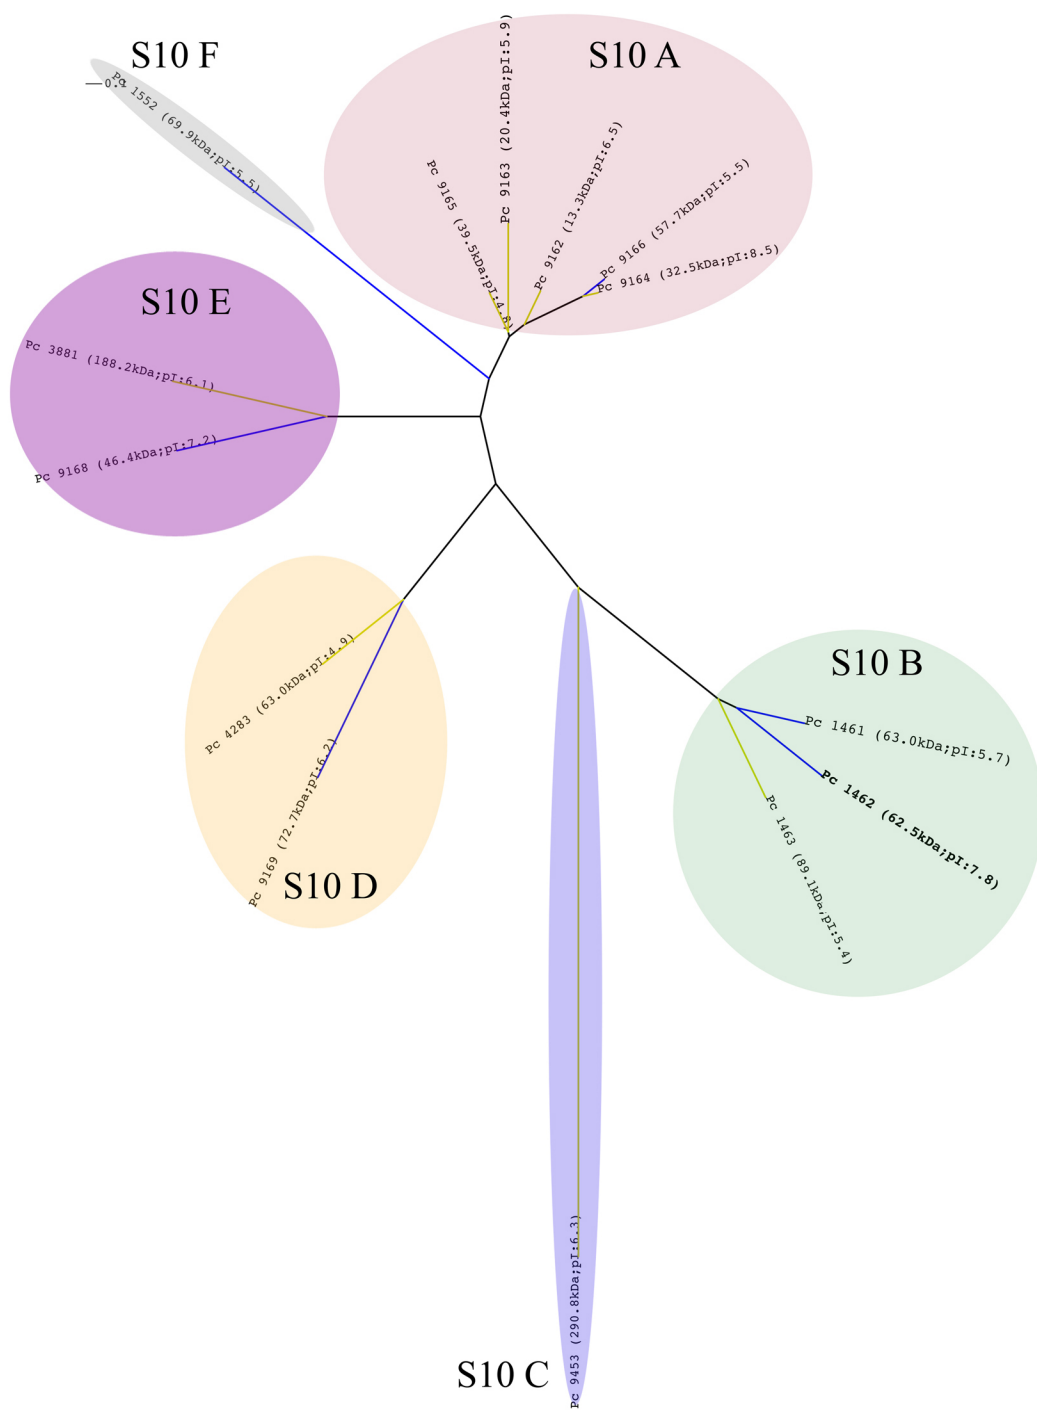 S10 F
S10 A
0.
Pc 1552 (69.9kDa;pI:5.5)
Pc 9165 (39.5kDa;pI:4.8)
Pc 9163 (20.4kDa;pI:5.9)
Pc 9162 (13.3kDa;pI:6.5)
Pc 9166 (57.7kDa;pI:5.5)
Pc 9164 (32.5kDa;pI:8.5)
S10 E
Pc 3881 (188.2kDa;pI:6.1)
Pc 9168 (46.4kDa;pI:7.2)
Pc 4283 (63.0kDa;pI:4.9)
Pc 9169 (72.7kDa;pI:6.2)
S10 D
S10 B
Pc 1461 (63.0kDa;pI:5.7)
Pc 1462 (62.5kDa;pI:7.8)
Pc 1463 (89.1kDa;pI:5.4)
Pc 9453 (290.8kDa;pI:6.3)
S10 C